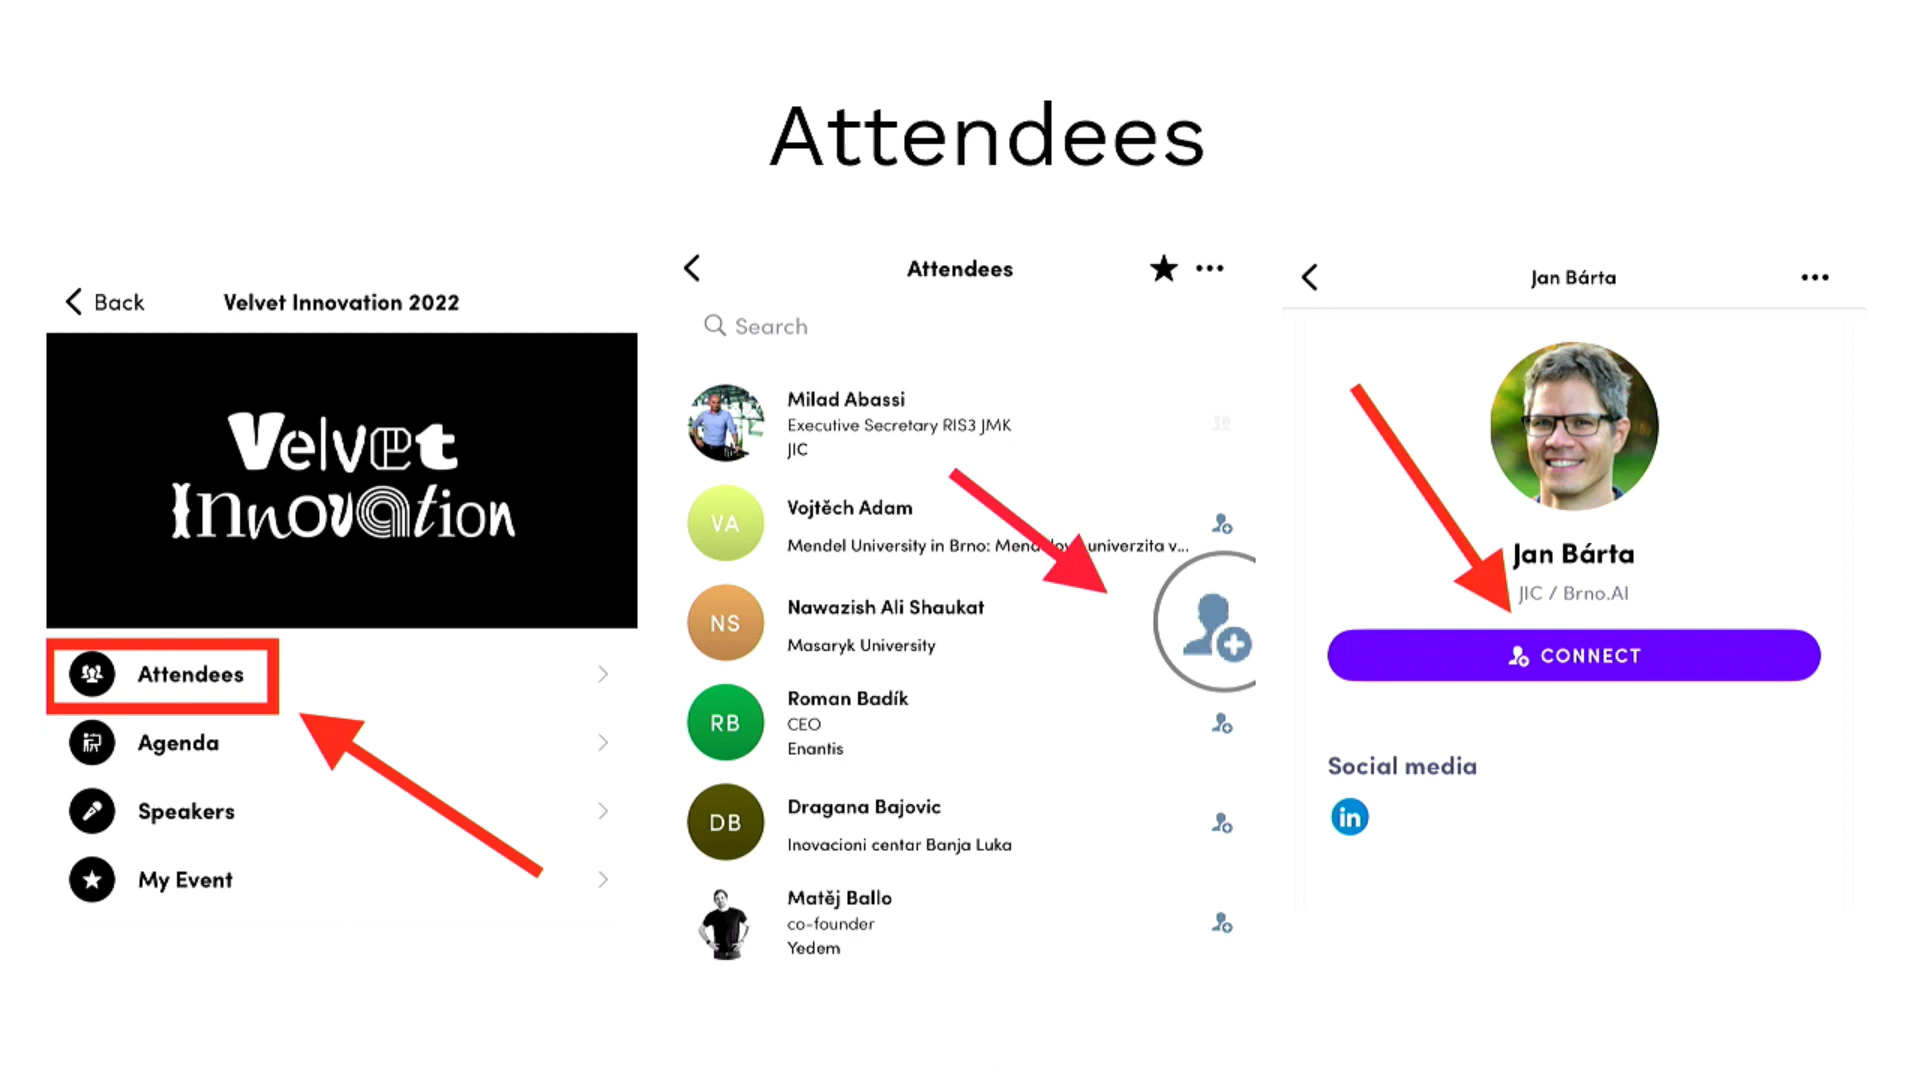 Attendees
Back
Velvet Innovation 2022
Velvet
Innovation
Attendees
Agenda
Speakers
My Event
Attendees
Search
Milad Abassi
Executive Secretary RIS3 JMK
JIC
VA
Vojtěch Adam
Mendel University in Brno: univerzita v...
NS
Nawazish Ali Shaukat
Masaryk University
RB
Roman Badík
CEO
Enantis
DB
Dragana Bajovic
Inovacioni centar Banja Luka
Matěj Ballo
co-founder
Yedem
Jan Bárta
Jan Bárta
JIC / Brno.AI
CONNECT
Social media
in